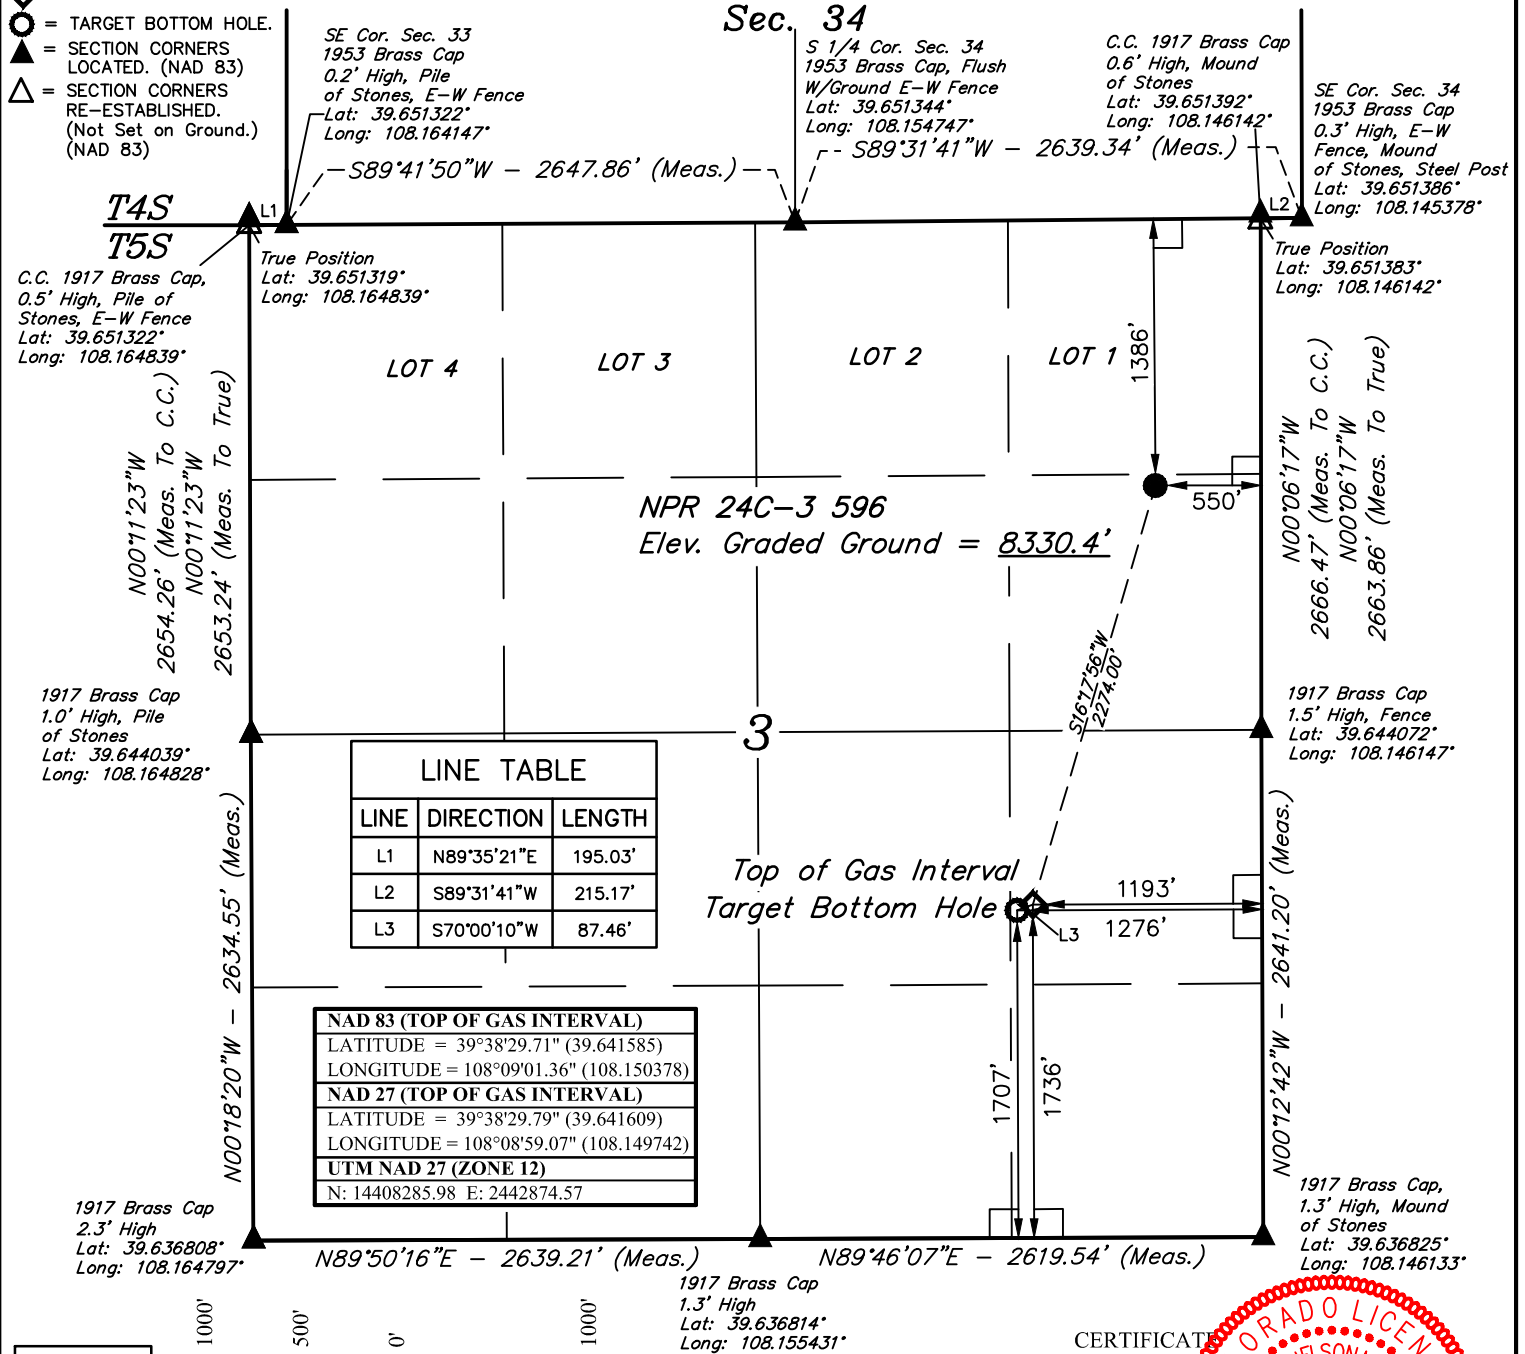 = TARGET BOTTOM HOLE.
= SECTION CORNERS
LOCATED. (NAD 83)
= SECTION CORNERS
RE-ESTABLISHED.
(Not Set on Ground.)
(NAD 83)
Sec. 34
SE Cor. Sec. 33
1953 Brass Cap
0.2' High, Pile
of Stones, E-W Fence
Lat: 39.651322°
Long: 108.164147°
S 1/4 Cor. Sec. 34
1953 Brass Cap, Flush
W/Ground E-W Fence
Lat: 39.651344°
Long: 108.154747°
C.C. 1917 Brass Cap
0.6' High, Mound
of Stones
Lat: 39.651392°
Long: 108.146142°
SE Cor. Sec. 34
1953 Brass Cap
0.3' High, E-W
Fence, Mound
of Stones, Steel Post
Lat: 39.651386°
Long: 108.145378°
S89°41'50"W - 2647.86' (Meas.)
S89°31'41"W - 2639.34' (Meas.)
T4S
T5S
L1
L2
C.C. 1917 Brass Cap,
0.5' High, Pile of
Stones, E-W Fence
Lat: 39.651322°
Long: 108.164839°
True Position
Lat: 39.651319°
Long: 108.164839°
True Position
Lat: 39.651383°
Long: 108.146142°
LOT 4
LOT 3
LOT 2
LOT 1
1386'
550'
N00°11'23"W
2654.26' (Meas. To C.C.)
N00°11'23"W
2653.24' (Meas. To True)
N00°06'17"W
2666.47' (Meas. To C.C.)
N00°06'17"W
2663.86' (Meas. To True)
NPR 24C-3 596
Elev. Graded Ground = 8330.4'
S16°17'56"W
2274.00'
1917 Brass Cap
1.0' High, Pile
of Stones
Lat: 39.644039°
Long: 108.164828°
3
1917 Brass Cap
1.5' High, Fence
Lat: 39.644072°
Long: 108.146147°
LINE TABLE
LINE DIRECTION LENGTH
L1 N89°35'21"E 195.03'
L2 S89°31'41"W 215.17'
L3 S70°00'10"W 87.46'
Top of Gas Interval
Target Bottom Hole
1193'
1276'
L3
1707'
1736'
N00°18'20"W - 2634.55' (Meas.)
N00°12'42"W - 2641.20' (Meas.)
NAD 83 (TOP OF GAS INTERVAL)
LATITUDE = 39°38'29.71" (39.641585)
LONGITUDE = 108°09'01.36" (108.150378)
NAD 27 (TOP OF GAS INTERVAL)
LATITUDE = 39°38'29.79" (39.641609)
LONGITUDE = 108°08'59.07" (108.149742)
UTM NAD 27 (ZONE 12)
N: 14408285.98 E: 2442874.57
1917 Brass Cap
2.3' High
Lat: 39.636808°
Long: 108.164797°
N89°50'16"E - 2639.21' (Meas.)
N89°46'07"E - 2619.54' (Meas.)
1917 Brass Cap,
1.3' High, Mound
of Stones
Lat: 39.636825°
Long: 108.146133°
1917 Brass Cap
1.3' High
Lat: 39.636814°
Long: 108.155431°
1000'
500'
0'
1000'
CERTIFICATE
ORADO LICEN